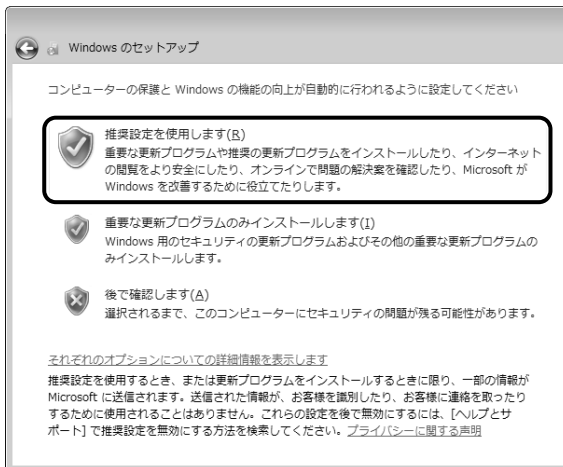 Windows のセットアップ
コンピューターの保護と Windows の機能の向上が自動的に行われるように設定してください
推奨設定を使用します(R)
重要な更新プログラムや推奨の更新プログラムをインストールしたり、インターネット
の閲覧をより安全にしたり、オンラインで問題の解決案を確認したり、Microsoft が
Windows を改善するために役立てたりします。
重要な更新プログラムのみインストールします(I)
Windows 用のセキュリティの更新プログラムおよびその他の重要な更新プログラムの
みインストールします。
後で確認します(A)
選択されるまで、このコンピューターにセキュリティの問題が残る可能性があります。
それぞれのオプションについての詳細情報を表示します
推奨設定を使用するとき、または更新プログラムをインストールするときに限り、一部の情報が
Microsoft に送信されます。送信された情報が、お客様を識別したり、お客様に連絡を取ったり
するために使用されることはありません。これらの設定を後で無効にするには、[ヘルプとサ
ポート] で推奨設定を無効にする方法を検索してください。プライバシーに関する声明